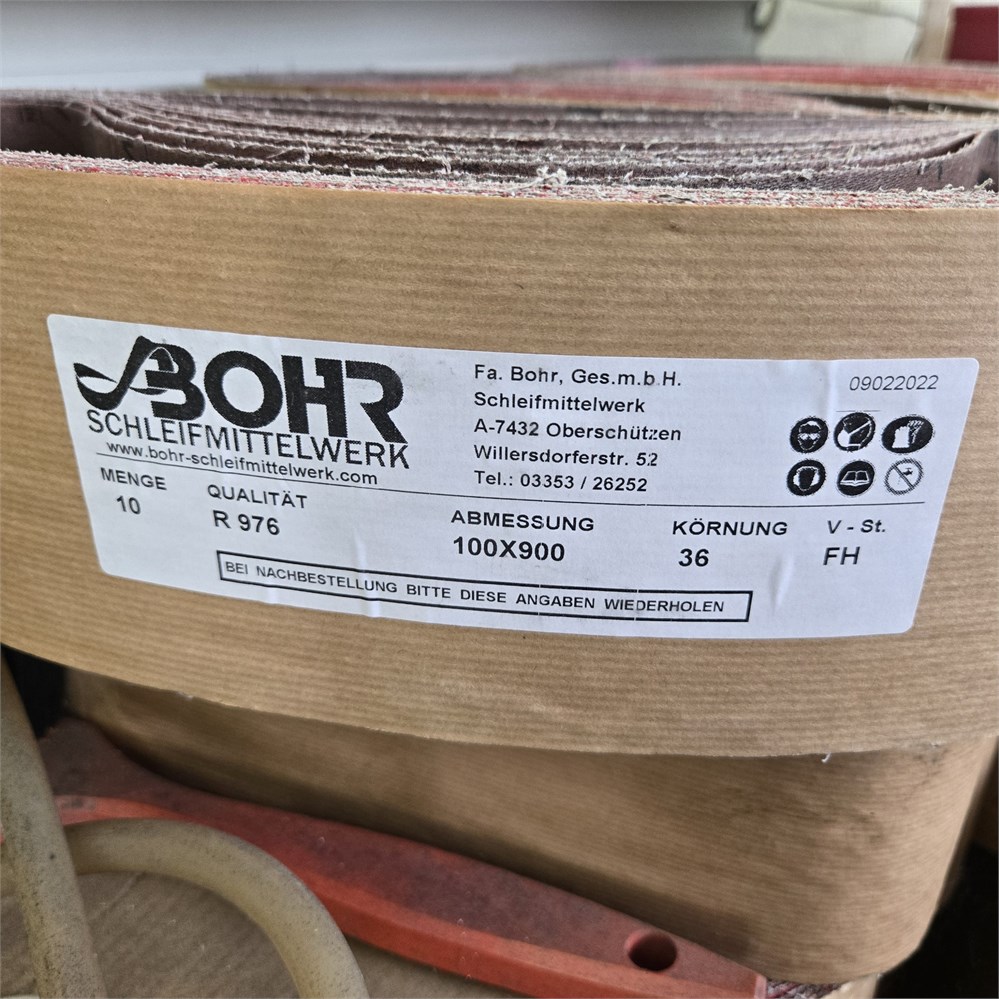 BOHR
SCHLEIFMITTELWERK
www.bohr-schleifmittelwerk.com
Fa. Bohr, Ges.m.b.H.
Schleifmittelwerk
A-7432 Oberschützen
Willersdorferstr. 52
Tel.: 03353 / 26252
09022022
MENGE
10
QUALITÄT
R 976
ABMESSUNG
100X900
KÖRNUNG
36
V - St.
FH
BEI NACHBESTELLUNG BITTE DIESE ANGABEN WIEDERHOLEN